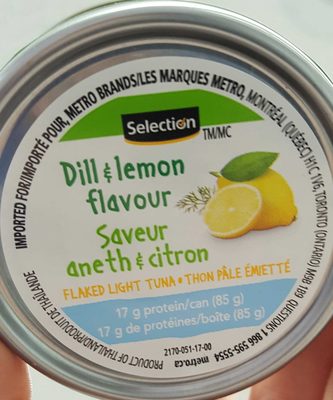 IMPORTED FOR/IMPORTÉ POUR, METRO BRANDS/LES MARQUES METRO, MONTRÉAL (QUÉBEC) H1C 1V6, TORONTO (ONTARIO) M9B 1B9
Selection
TM/MC
Dill & lemon
flavour
Saveur
aneth & citron
FLAKED LIGHT TUNA • THON PÂLE ÉMIETTÉ
17 g protein/can (85 g)
17 g de protéines/boîte (85 g)
2170-051-17-00
PRODUCT OF THAILAND/PRODUIT DE THAÏLANDE
metro.ca
QUESTIONS 1 866 595-5554